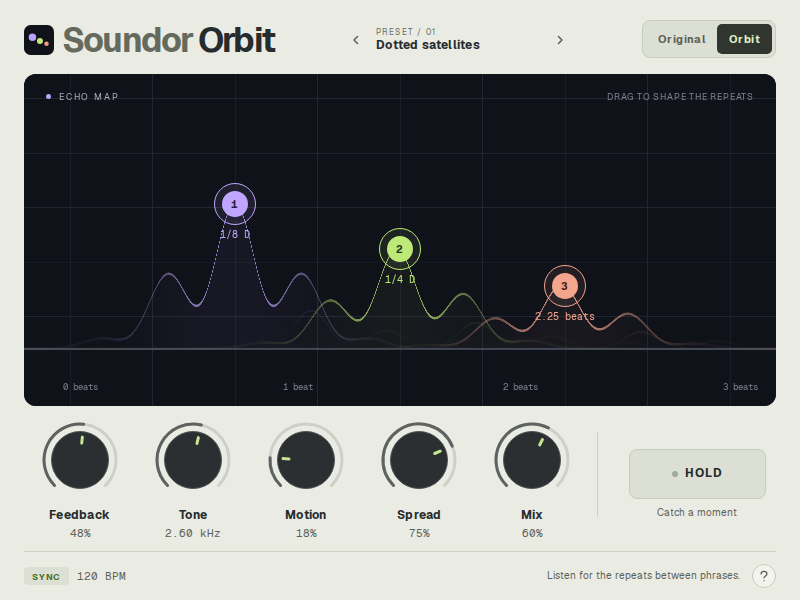 Soundor Orbit
PRESET / 01
Dotted satellites
Original
Orbit
ECHO MAP
DRAG TO SHAPE THE REPEATS
1
1/8 D
2
1/4 D
3
2.25 beats
0 beats
1 beat
2 beats
3 beats
Feedback
48%
Tone
2.60 kHz
Motion
18%
Spread
75%
Mix
60%
HOLD
Catch a moment
SYNC
120 BPM
Listen for the repeats between phrases.
?